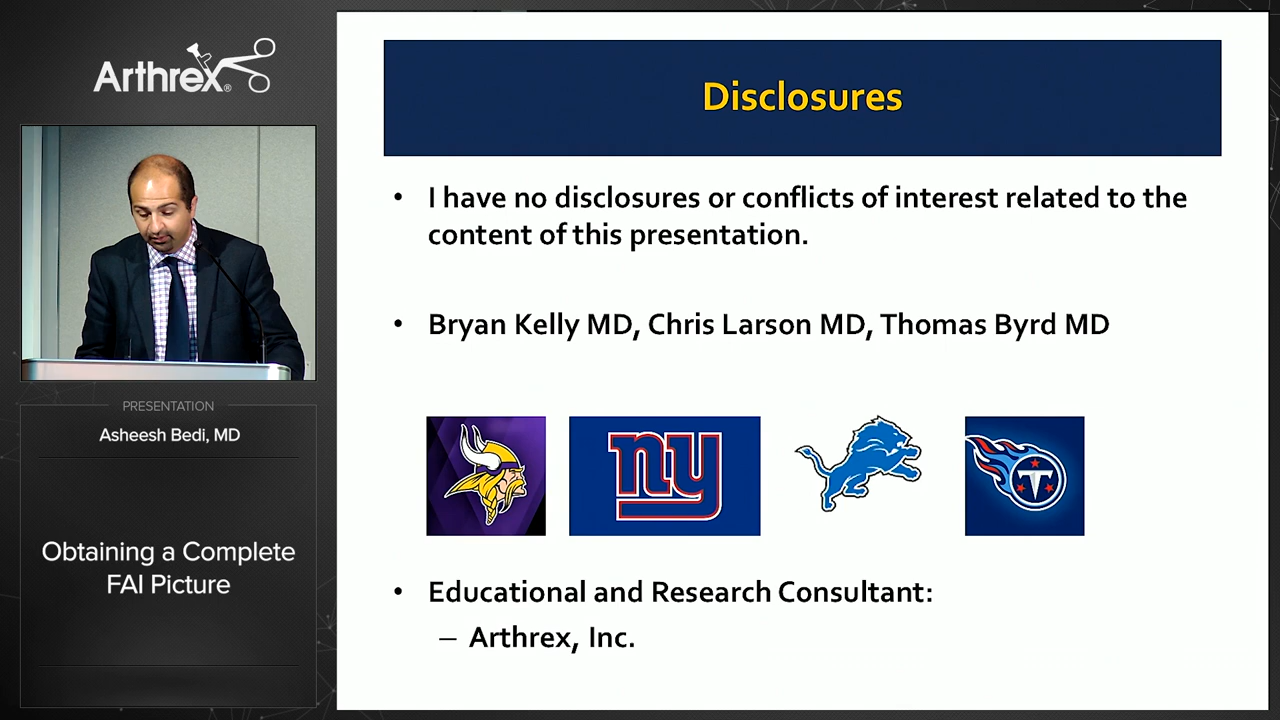 Arthrex®
PRESENTATION
Asheesh Bedi, MD
Obtaining a Complete
FAI Picture
Disclosures
• I have no disclosures or conflicts of interest related to the
content of this presentation.
• Bryan Kelly MD, Chris Larson MD, Thomas Byrd MD
ny
T
• Educational and Research Consultant:
– Arthrex, Inc.